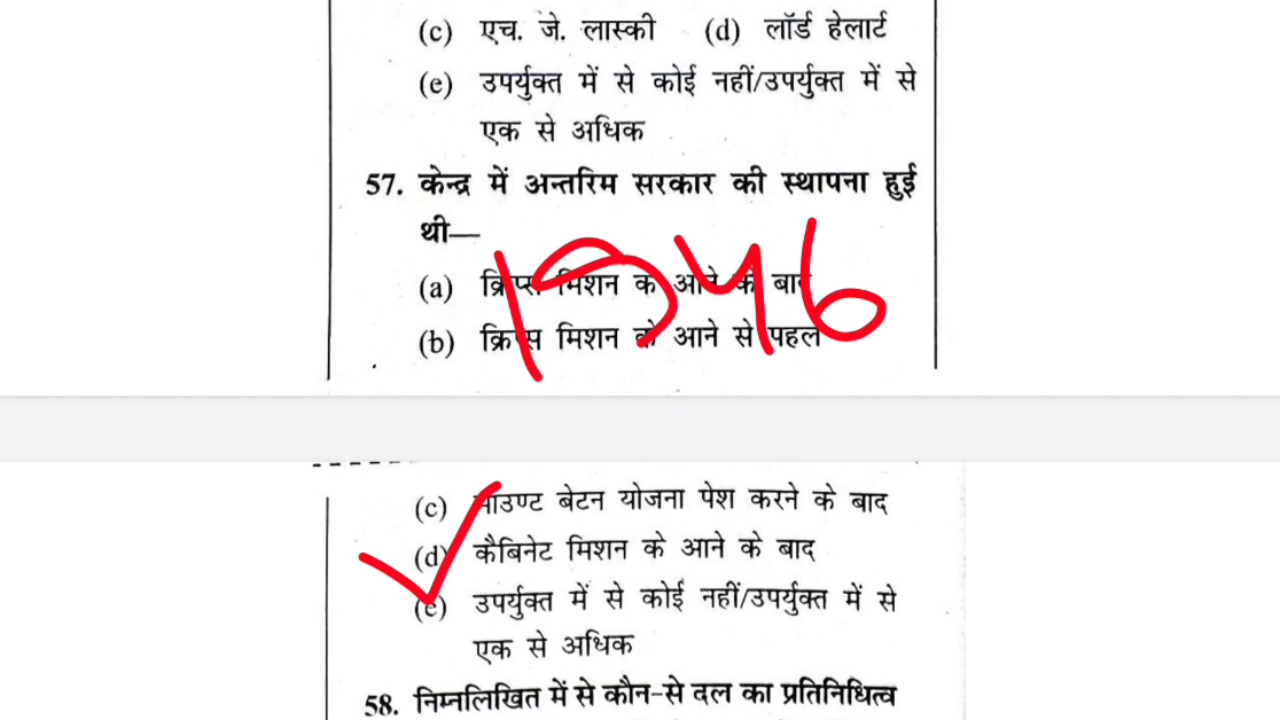 (c) एच. जे. लास्की (d) लॉर्ड हेलार्ट
(e) उपर्युक्त में से कोई नहीं/उपर्युक्त में से
एक से अधिक
57. केन्द्र में अन्तरिम सरकार की स्थापना हुई
थी—
1946
(a) क्रिप्स मिशन के आने के बाद
(b) क्रिप्स मिशन के आने से पहले
(c) माउण्ट बेटन योजना पेश करने के बाद
(d) कैबिनेट मिशन के आने के बाद
(e) उपर्युक्त में से कोई नहीं/उपर्युक्त में से
एक से अधिक
58. निम्नलिखित में से कौन-से दल का प्रतिनिधित्व